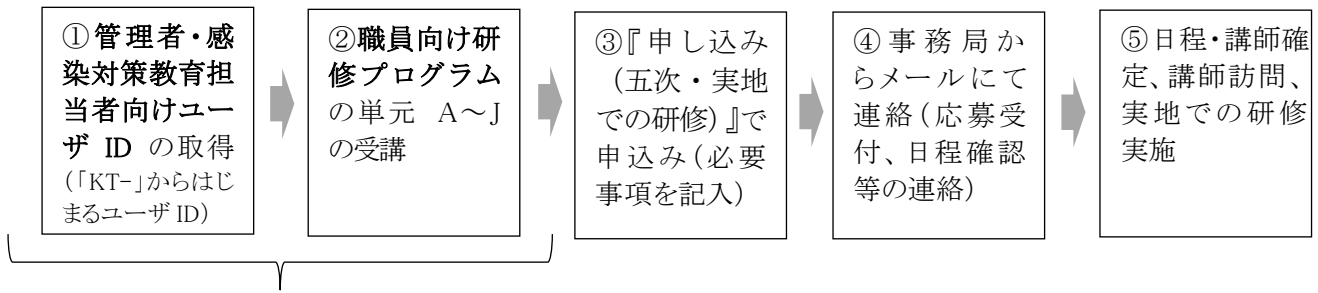 ①管理者・感
染対策教育担
当者向けユー
ザ ID の取得
(「KT-」からはじ
まるユーザ ID)
②職員向け研
修プログラム
の単元 A～J
の受講
③『申し込み
(五次・実地
での研修)』で
申込み(必要
事項を記入)
④事務局か
らメールにて
連絡(応募受
付、日程確認
等の連絡)
⑤日程・講師確
定、講師訪問、
実地での研修
実施